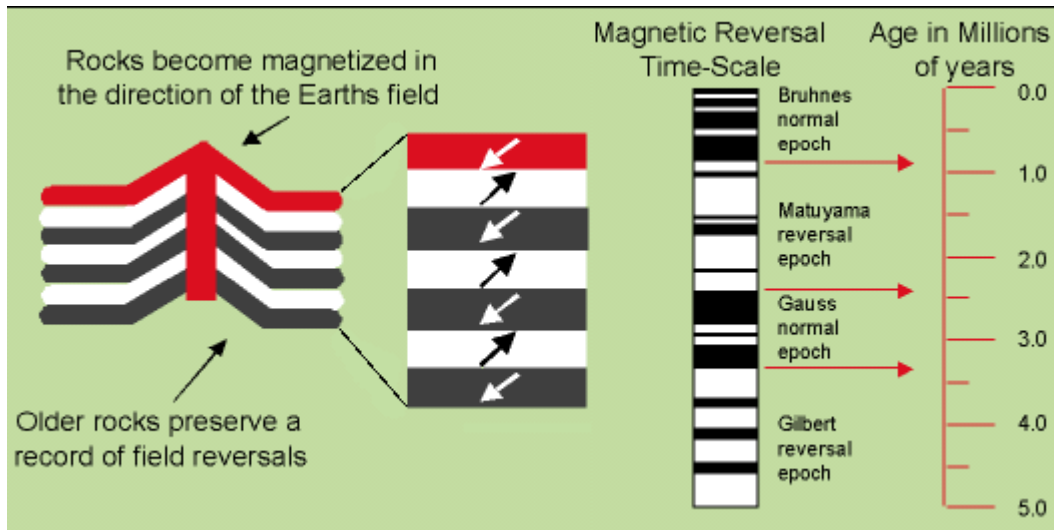 Rocks become magnetized in
the direction of the Earths field
Older rocks preserve a
record of field reversals
Magnetic Reversal
Time-Scale
Bruhnes
normal
epoch
Matuyama
reversal
epoch
Gauss
normal
epoch
Gilbert
reversal
epoch
Age in Millions
of years
0.0
1.0
2.0
3.0
4.0
5.0